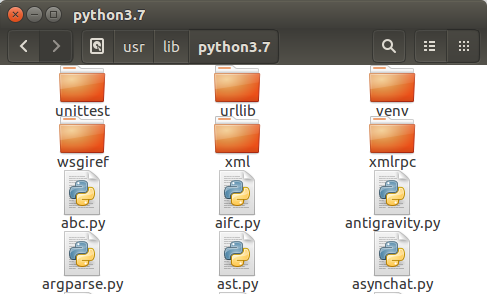 python3.7
usr lib python3.7
unittest urllib venv
wsgiref xml xmlrpc
abc.py aifc.py antigravity.py
argparse.py ast.py asynchat.py